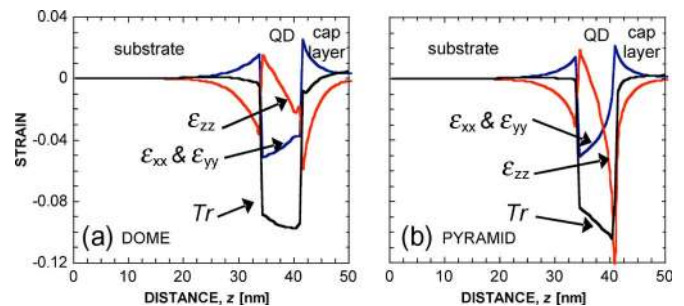 0.04
0
-0.04
-0.08
-0.12
STRAIN
substrate
QD
cap
layer
εzz
εxx & εyy
Tr
(a) DOME
0 10 20 30 40 50
DISTANCE, z [nm]
substrate
QD
cap
layer
εxx & εyy
εzz
Tr
(b) PYRAMID
0 10 20 30 40 50
DISTANCE, z [nm]